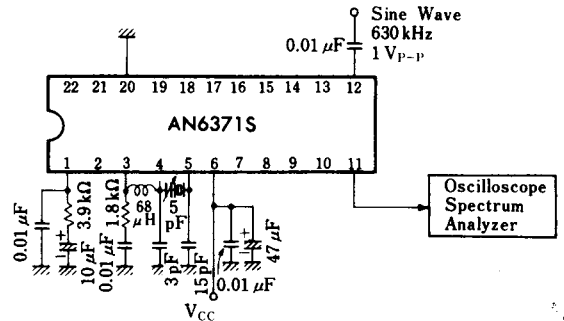 Sine Wave
630 kHz
1 VP-P
0.01 μF
22 21 20 19 18 17 16 15 14 13 12
AN6371S
1 2 3 4 5 6 7 8 9 10 11
0.01 μF
3.9 kΩ
10 μF
1.8 kΩ
0.01 μF
68
μH
5
pF
3 pF
15 pF
0.01 μF
47 μF
VCC
Oscilloscope
Spectrum
Analyzer